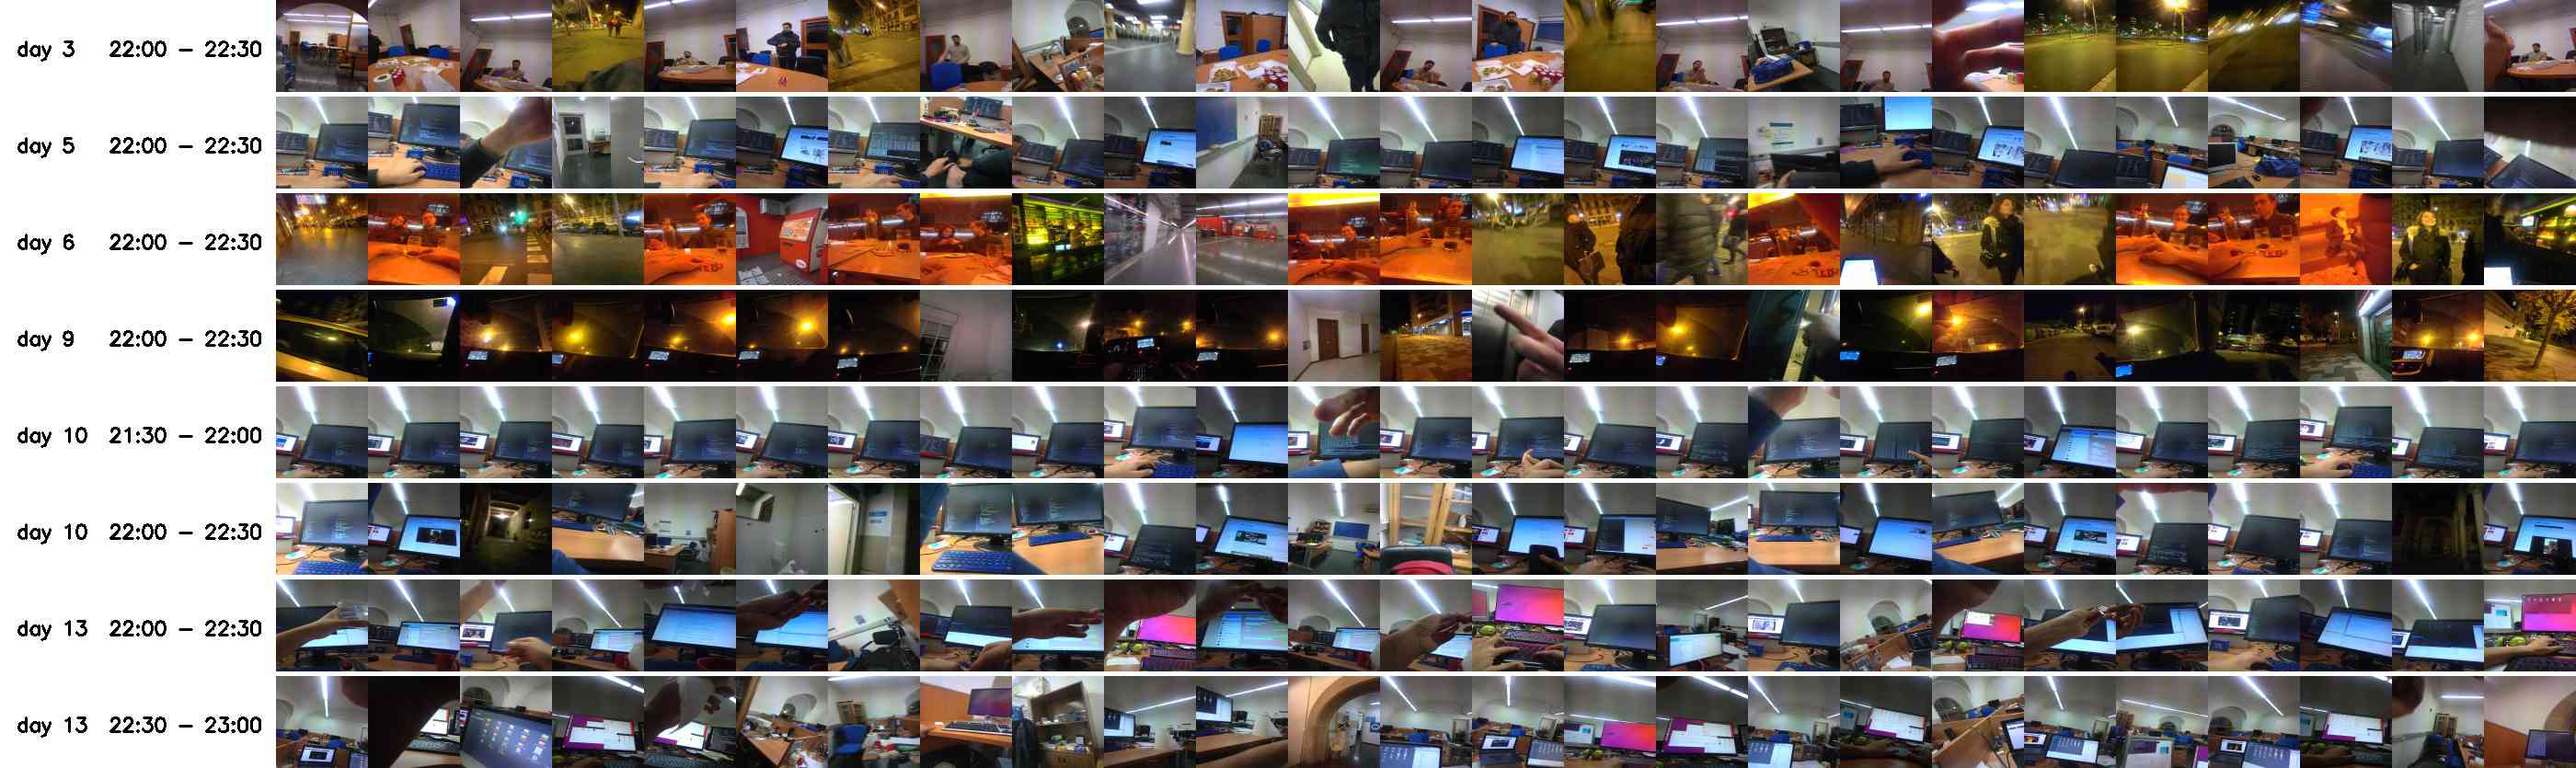 day 3 22:00 – 22:30
day 5 22:00 – 22:30
day 6 22:00 – 22:30
day 9 22:00 – 22:30
day 10 21:30 – 22:00
day 10 22:00 – 22:30
day 13 22:00 – 22:30
day 13 22:30 – 23:00